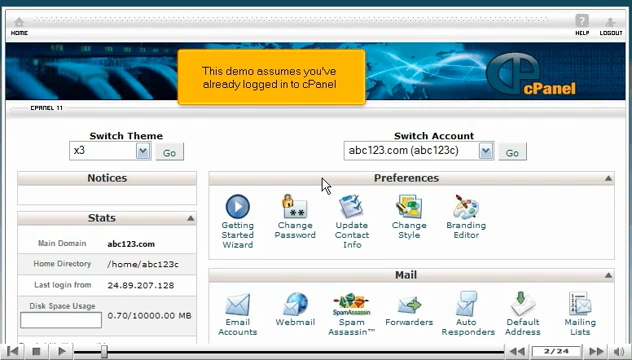 HOME
HELP
LOGOUT
This demo assumes you've
already logged in to cPanel
cPanel
CPANEL 11
Switch Theme
x3
Go
Switch Account
abc123.com (abc123c)
Go
Notices
Stats
Main Domain abc123.com
Home Directory /home/abc123c
Last login from 24.89.207.128
Disk Space Usage
0.70/10000.00 MB
Preferences
Getting
Started
Wizard
Change
Password
Update
Contact
Info
Change
Style
Branding
Editor
Mail
Email
Accounts
Webmail
SpamAssassin
Spam
Assassin™
Forwarders
Auto
Responders
Default
Address
Mailing
Lists
2/24